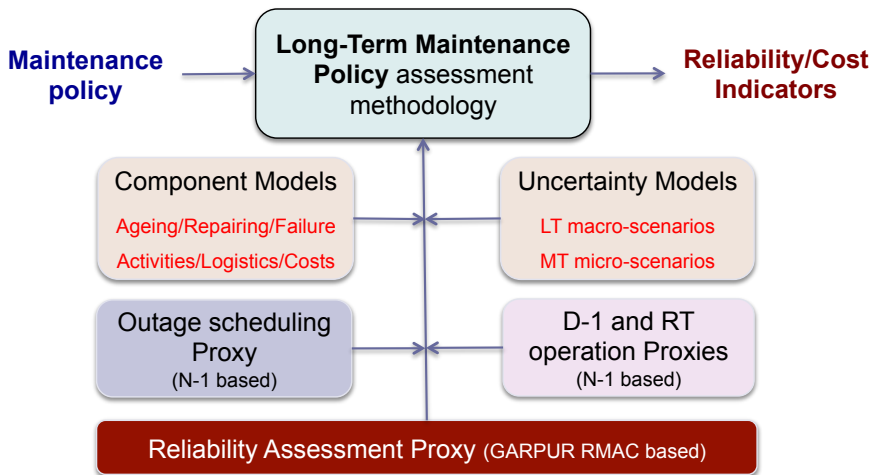 Maintenance
policy
Long-Term Maintenance
Policy assessment
methodology
Reliability/Cost
Indicators
Component Models
Ageing/Repairing/Failure
Activities/Logistics/Costs
Uncertainty Models
LT macro-scenarios
MT micro-scenarios
Outage scheduling
Proxy
(N-1 based)
D-1 and RT
operation Proxies
(N-1 based)
Reliability Assessment Proxy (GARPUR RMAC based)